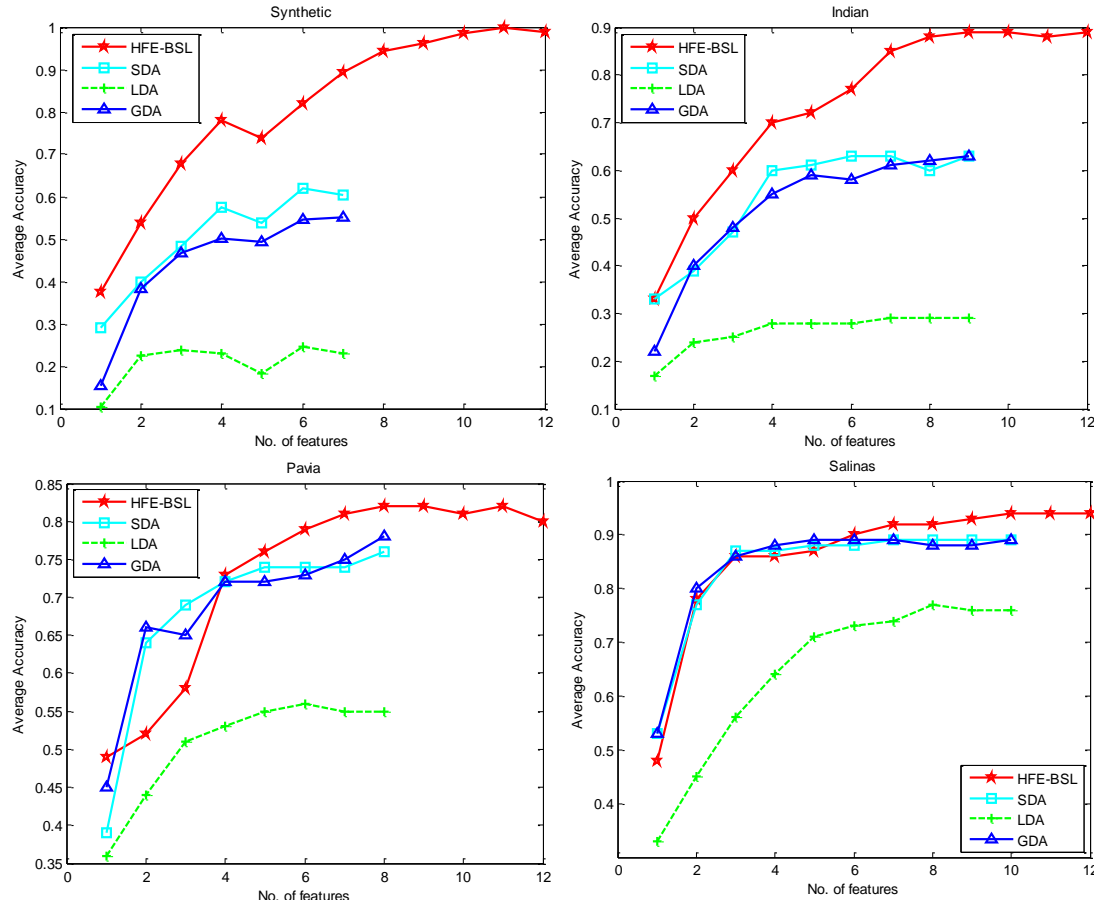 Synthetic
1
0.9
0.8
0.7
0.6
0.5
0.4
0.3
0.2
0.1
0 2 4 6 8 10 12
Average Accuracy
No. of features
HFE-BSL
SDA
LDA
GDA
Indian
0.9
0.8
0.7
0.6
0.5
0.4
0.3
0.2
0.1
0 2 4 6 8 10 12
Average Accuracy
No. of features
HFE-BSL
SDA
LDA
GDA
Pavia
0.85
0.8
0.75
0.7
0.65
0.6
0.55
0.5
0.45
0.4
0.35
0 2 4 6 8 10 12
Average Accuracy
No. of features
HFE-BSL
SDA
LDA
GDA
Salinas
1
0.9
0.8
0.7
0.6
0.5
0.4
0 2 4 6 8 10 12
Average Accuracy
No. of features
HFE-BSL
SDA
LDA
GDA